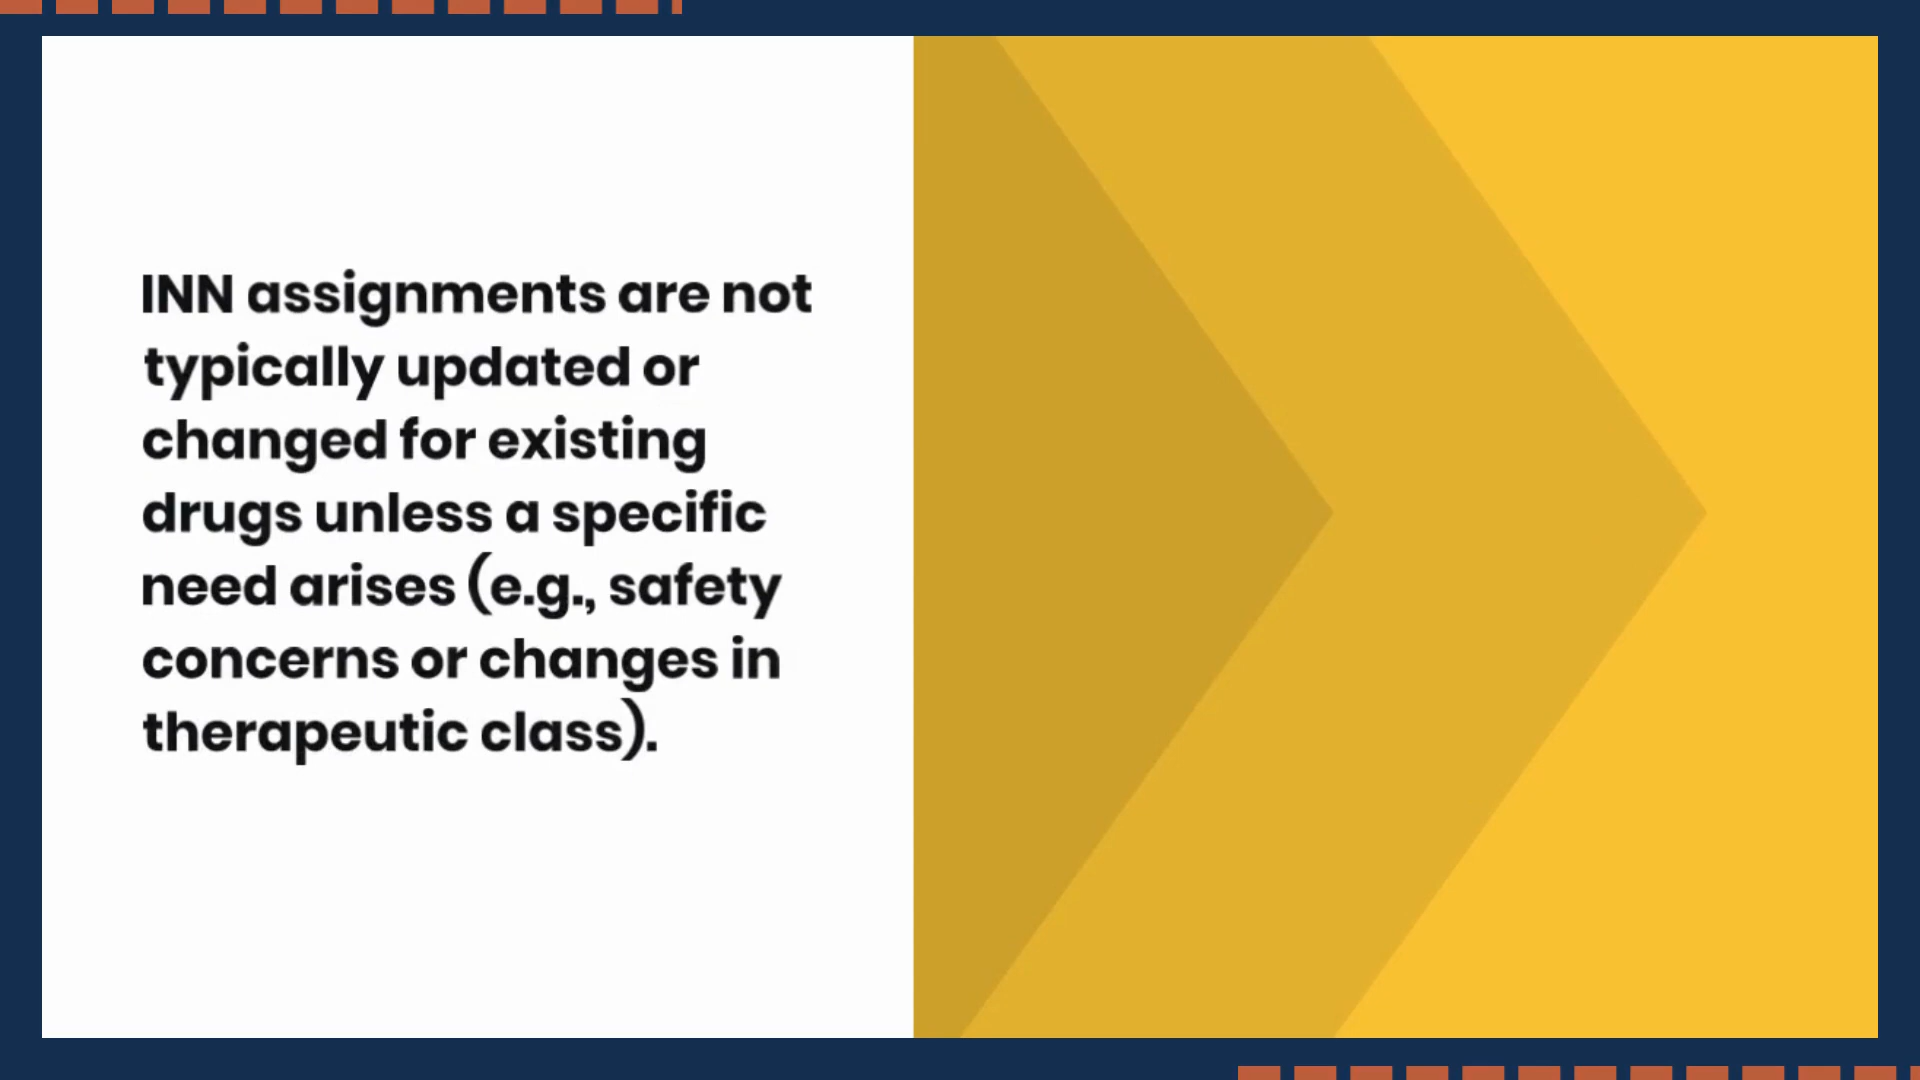 INN assignments are not
typically updated or
changed for existing
drugs unless a specific
need arises (e.g., safety
concerns or changes in
therapeutic class).